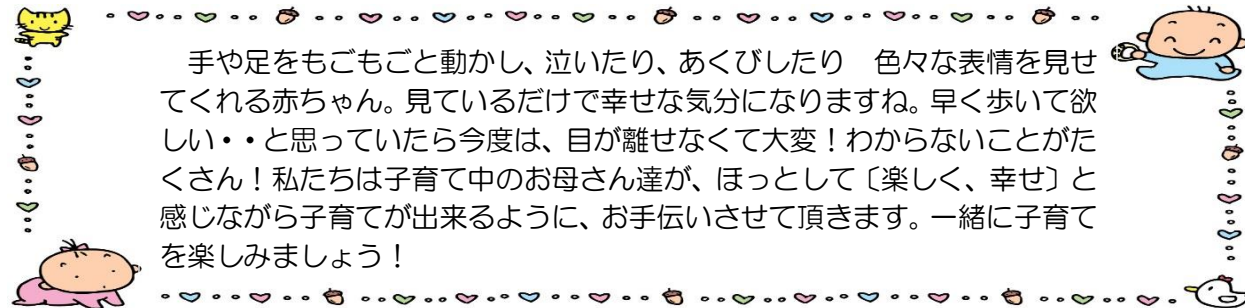 手や足をもごもごと動かし、泣いたり、あくびしたり　色々な表情を見せ
てくれる赤ちゃん。見ているだけで幸せな気分になりますね。早く歩いて欲
しい・・と思っていたら今度は、目が離せなくて大変！わからないことがた
くさん！私たちは子育て中のお母さん達が、ほっとして〔楽しく、幸せ〕と
感じながら子育てが出来るように、お手伝いさせて頂きます。一緒に子育て
を楽しみましょう！